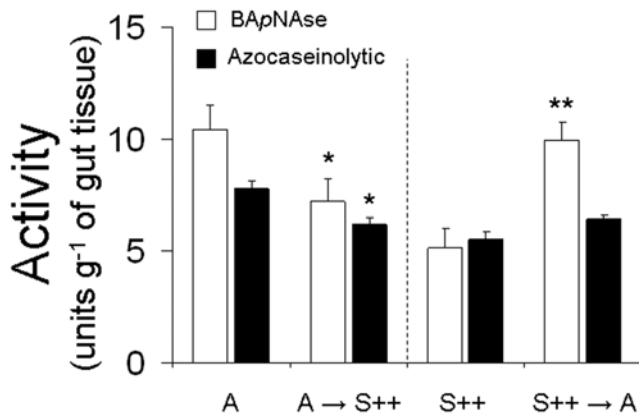 15
10
5
0
Activity
(units g⁻¹ of gut tissue)
BApNAse
Azocaseinolytic
*
*
**
A
A → S++
S++
S++ → A